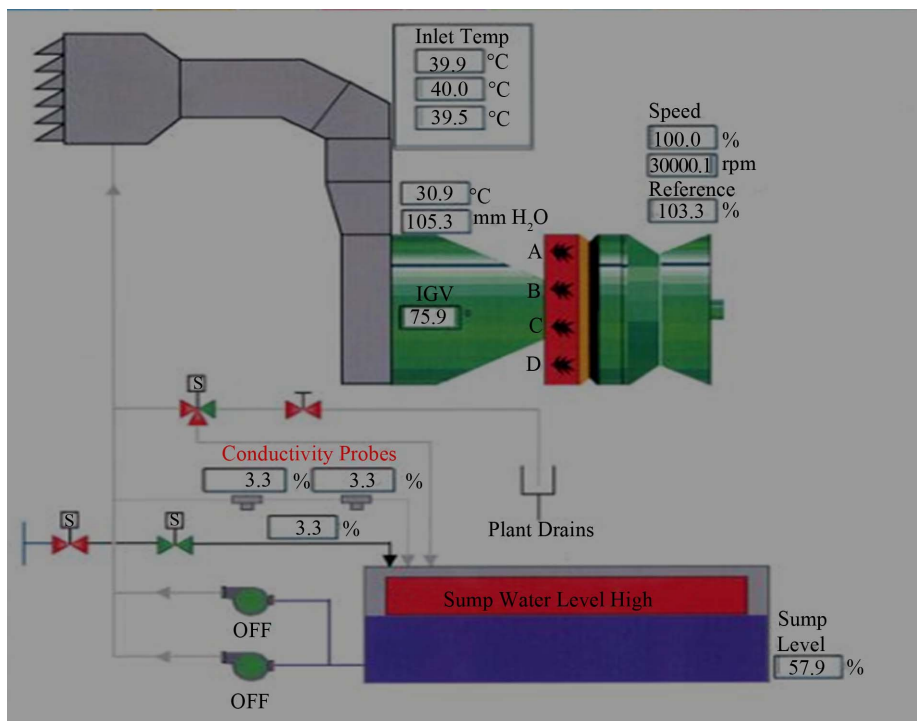 Inlet Temp
39.9 °C
40.0 °C
39.5 °C
Speed
100.0 %
30000.1 rpm
Reference
103.3 %
30.9 °C
105.3 mm H₂O
A
B
C
D
IGV
75.9 °
S
Conductivity Probes
3.3 % 3.3 %
Plant Drains
S S
3.3 %
Sump Water Level High
OFF
Sump
Level
57.9 %
OFF